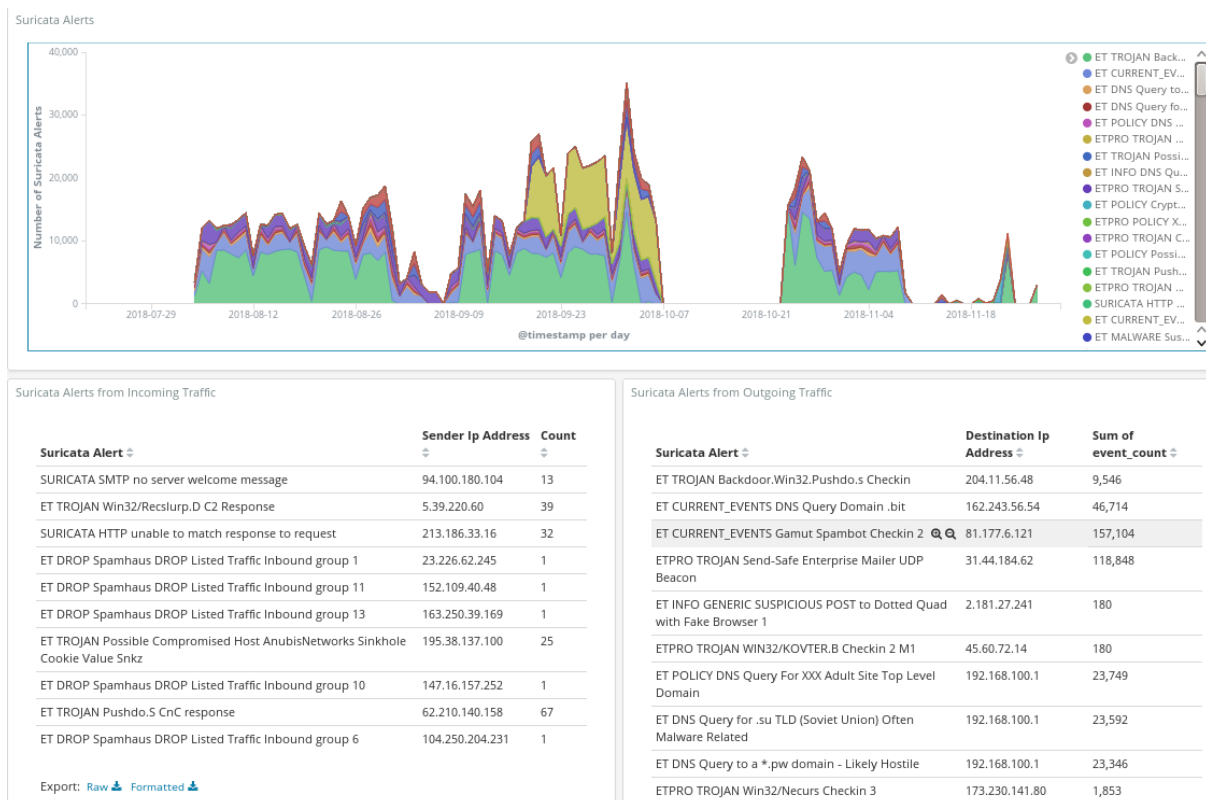 Suricata Alerts
40,000
30,000
20,000
10,000
0
Number of Suricata Alerts
2018-07-29
2018-08-12
2018-08-26
2018-09-09
2018-09-23
2018-10-07
2018-10-21
2018-11-04
2018-11-18
@timestamp per day
ET TROJAN Back...
ET CURRENT_EV...
ET DNS Query to...
ET DNS Query fo...
ET POLICY DNS ...
ETPRO TROJAN ...
ET TROJAN Possi...
ET INFO DNS Qu...
ETPRO TROJAN S...
ET POLICY Crypt...
ETPRO POLICY X...
ETPRO TROJAN C...
ET POLICY Possi...
ET TROJAN Push...
ETPRO TROJAN ...
SURICATA HTTP ...
ET CURRENT_EV...
ET MALWARE Sus...
Suricata Alerts from Incoming Traffic
Suricata Alert Sender Ip Address Count
SURICATA SMTP no server welcome message 94.100.180.104 13
ET TROJAN Win32/Recslurp.D C2 Response 5.39.220.60 39
SURICATA HTTP unable to match response to request 213.186.33.16 32
ET DROP Spamhaus DROP Listed Traffic Inbound group 1 23.226.62.245 1
ET DROP Spamhaus DROP Listed Traffic Inbound group 11 152.109.40.48 1
ET DROP Spamhaus DROP Listed Traffic Inbound group 13 163.250.39.169 1
ET TROJAN Possible Compromised Host AnubisNetworks Sinkhole 195.38.137.100 25
Cookie Value Snkz
ET DROP Spamhaus DROP Listed Traffic Inbound group 10 147.16.157.252 1
ET TROJAN Pushdo.S CnC response 62.210.140.158 67
ET DROP Spamhaus DROP Listed Traffic Inbound group 6 104.250.204.231 1
Export: Raw Formatted
Suricata Alerts from Outgoing Traffic
Destination Ip Sum of
Suricata Alert Address event_count
ET TROJAN Backdoor.Win32.Pushdo.s Checkin 204.11.56.48 9,546
ET CURRENT_EVENTS DNS Query Domain .bit 162.243.56.54 46,714
ET CURRENT_EVENTS Gamut Spambot Checkin 2 81.177.6.121 157,104
ETPRO TROJAN Send-Safe Enterprise Mailer UDP 31.44.184.62 118,848
Beacon
ET INFO GENERIC SUSPICIOUS POST to Dotted Quad 2.181.27.241 180
with Fake Browser 1
ETPRO TROJAN WIN32/KOVTER.B Checkin 2 M1 45.60.72.14 180
ET POLICY DNS Query For XXX Adult Site Top Level 192.168.100.1 23,749
Domain
ET DNS Query for .su TLD (Soviet Union) Often 192.168.100.1 23,592
Malware Related
ET DNS Query to a *.pw domain - Likely Hostile 192.168.100.1 23,346
ETPRO TROJAN Win32/Necurs Checkin 3 173.230.141.80 1,853